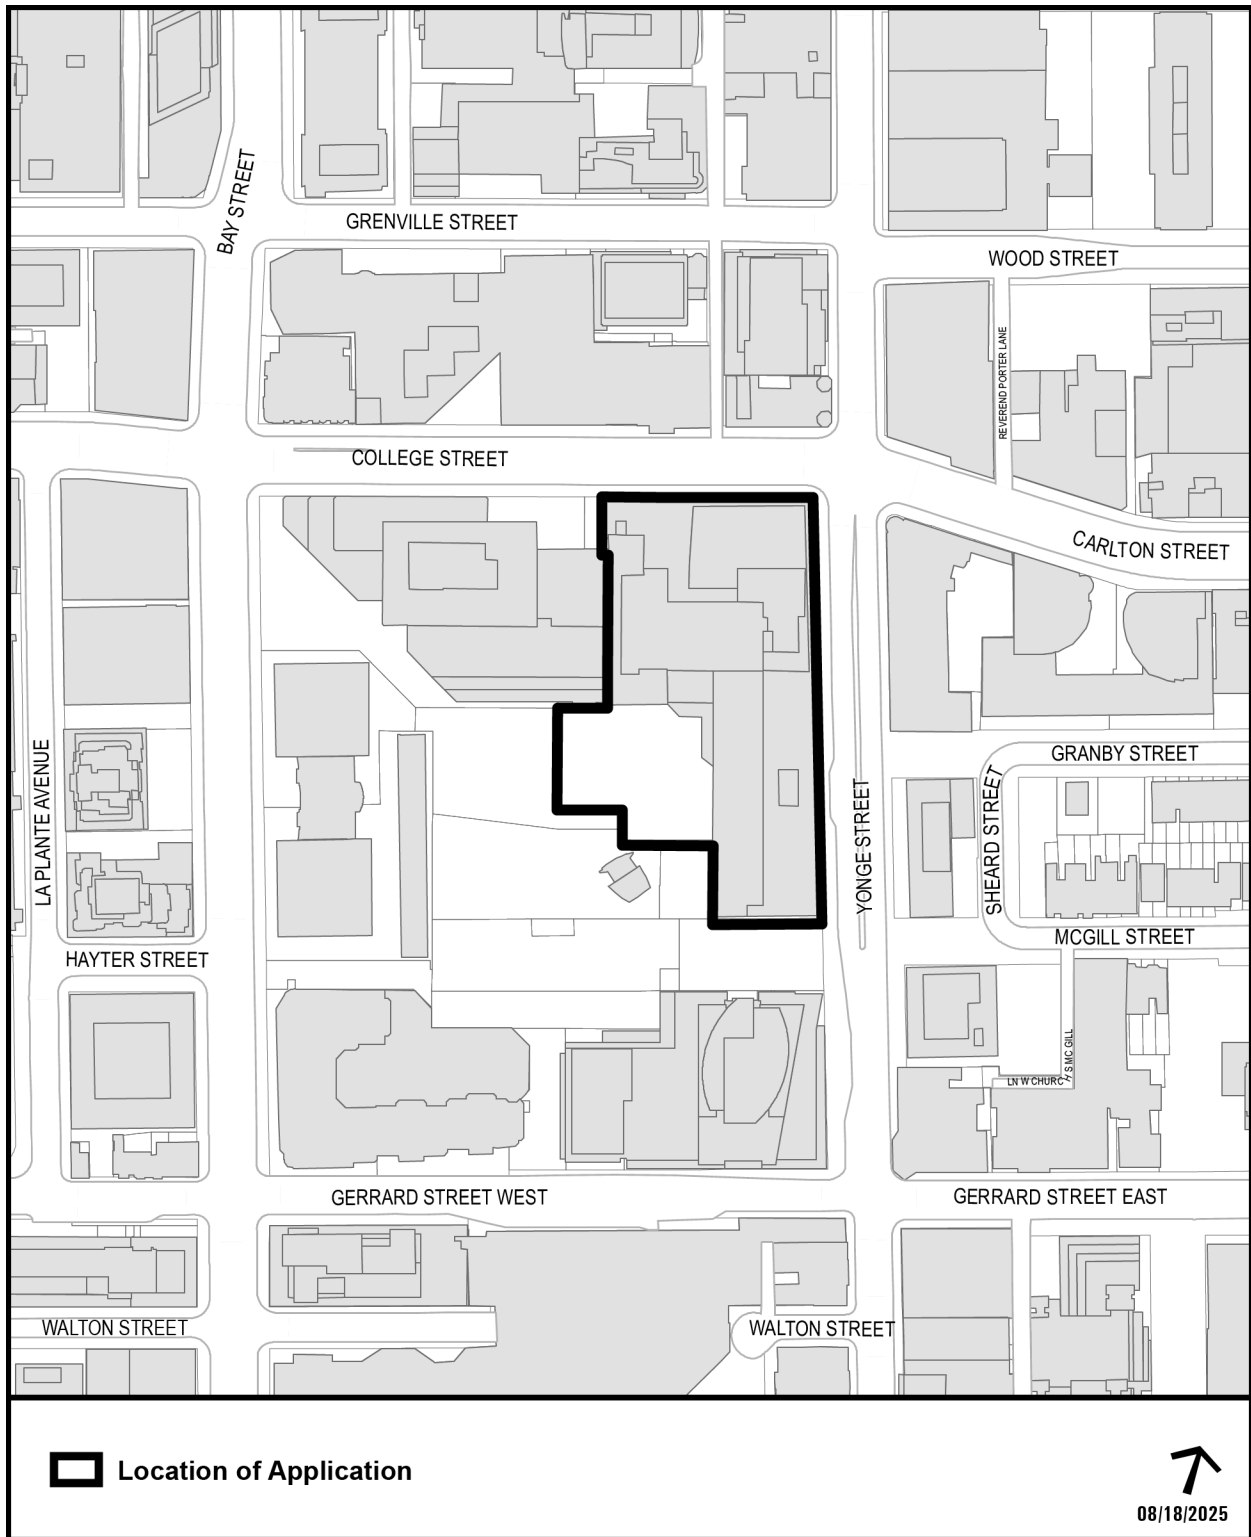 BAY STREET
GRENVILLE STREET
WOOD STREET
REVEREND PORTER LANE
COLLEGE STREET
CARLTON STREET
LA PLANTE AVENUE
YONGE STREET
GRANBY STREET
SHEARD STREET
MCGILL STREET
HAYTER STREET
LN W CHURCH S MC GILL
GERRARD STREET WEST
GERRARD STREET EAST
WALTON STREET
WALTON STREET
Location of Application
08/18/2025